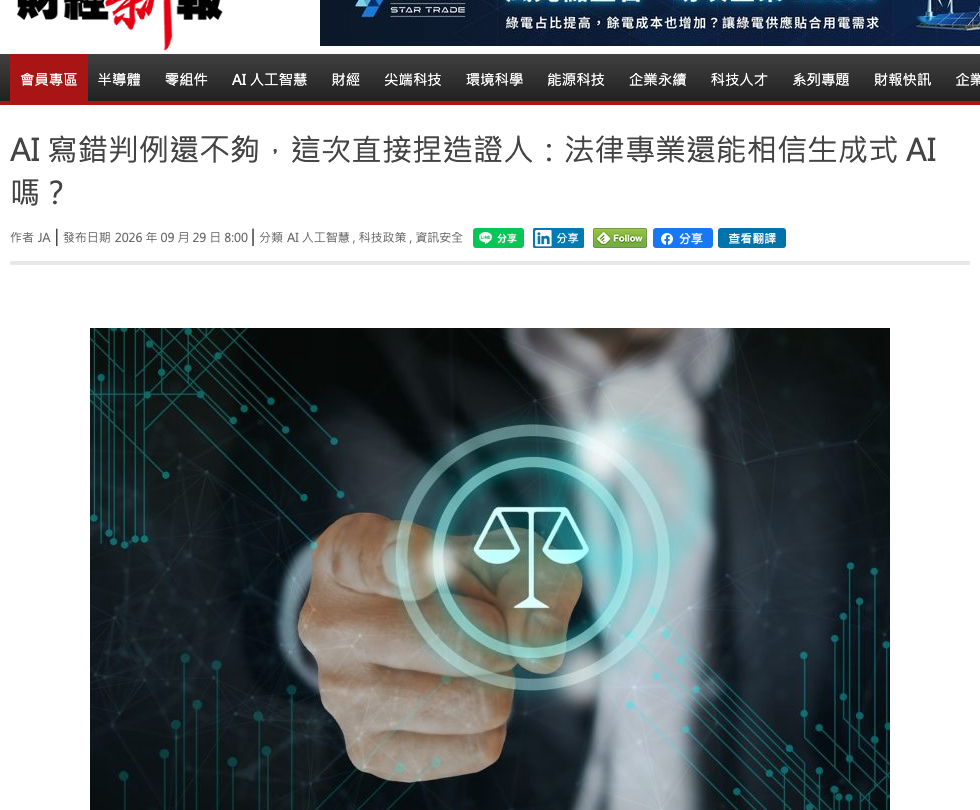 財經新報
STAR TRADE
綠電占比提高，餘電成本也增加？讓綠電供應貼合用電需求
會員專區 半導體 零組件 AI 人工智慧 財經 尖端科技 環境科學 能源科技 企業永續 科技人才 系列專題 財報快訊
AI 寫錯判例還不夠，這次直接捏造證人：法律專業還能相信生成式 AI
嗎？
作者 JA | 發布日期 2026 年 09 月 29 日 8:00 | 分類 AI 人工智慧 , 科技政策 , 資訊安全 分享 分享 Follow 分享 查看翻譯